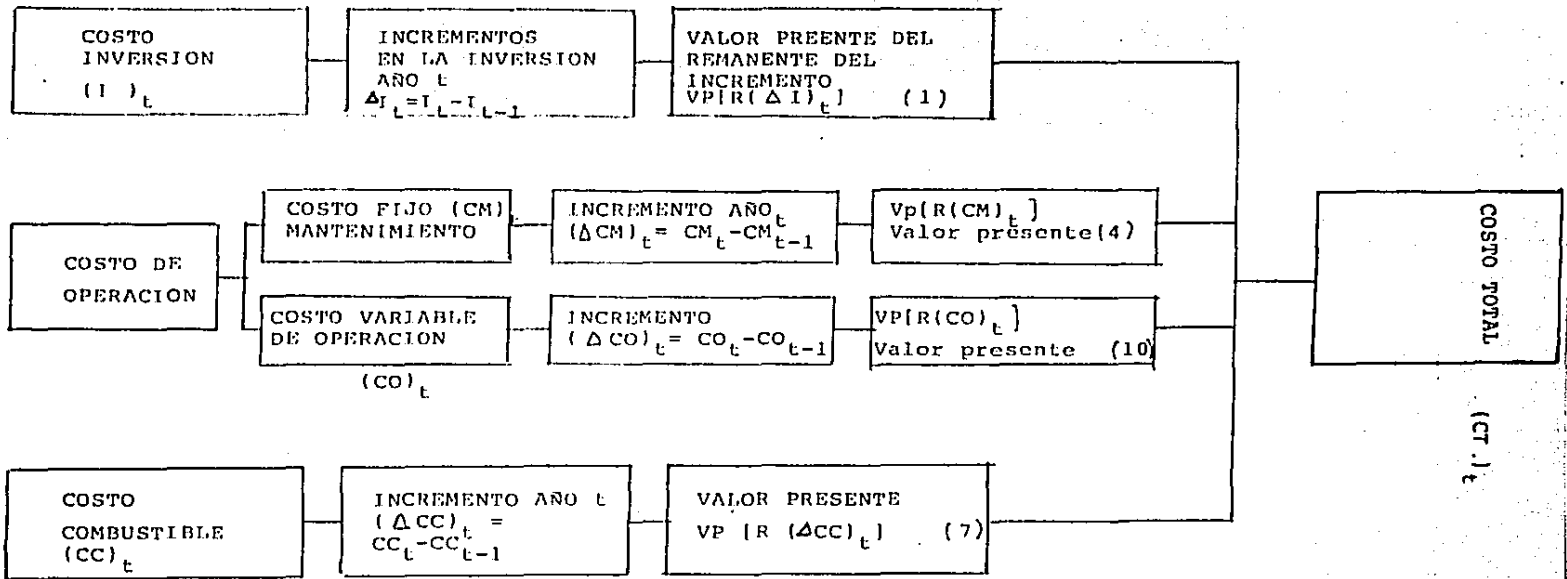 COSTO
INVERSION
(I )t
INCREMENTOS
EN LA INVERSION
AÑO t
ΔIt=It-It-1
VALOR PREENTE DEL
REMANENTE DEL
INCREMENTO
VP[R(ΔI)t] (1)
COSTO DE
OPERACION
COSTO FIJO (CM)t
MANTENIMIENTO
INCREMENTO AÑOt
(ΔCM)t= CMt-CMt-1
Vp[R(CM)t]
Valor presente(4)
COSTO VARIABLE
DE OPERACION
(CO)t
INCREMENTO
(ΔCO)t= COt-COt-1
VP[R(CO)t]
Valor presente (10)
COSTO
COMBUSTIBLE
(CC)t
INCREMENTO AÑO t
(ΔCC)t =
CCt-CCt-1
VALOR PRESENTE
VP [R (ΔCC)t] (7)
COSTO TOTAL
(CT.)t